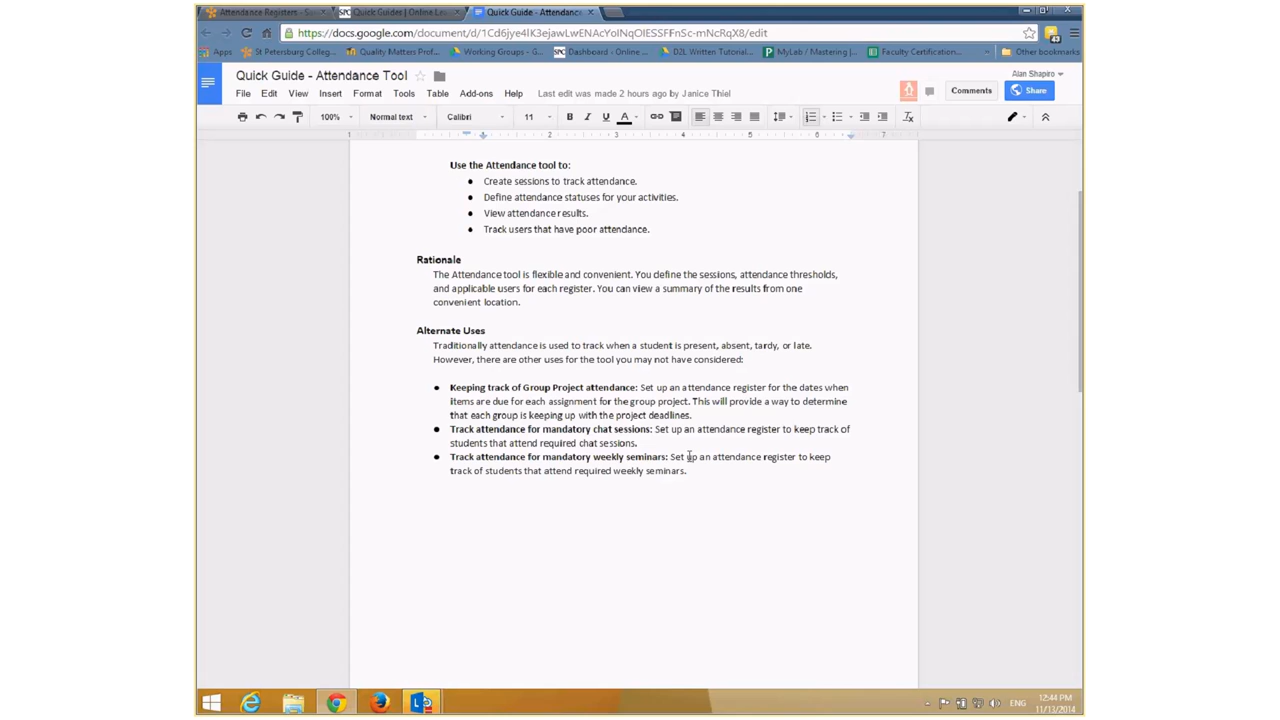 Attendance Registers - S
Quick Guides | Online Le
Quick Guide - Attendance
https://docs.google.com/document/d/1Cd6jye4lK3ejawLwENAcYolNqOIESSFFnSc-mNcRqX8/edit
Apps
St Petersburg Colleg...
Quality Matters Prof...
Working Groups - G...
SPC
Dashboard - Online ...
D2L Written Tutorial...
MyLab / Mastering |...
Faculty Certification...
»
Other bookmarks
Quick Guide - Attendance Tool
Alan Shapiro
File Edit View Insert Format Tools Table Add-ons Help Last edit was made 2 hours ago by Janice Thiel
Comments
Share
100% Normal text Calibri 11 B I U A
1 1 2 3 4 5 6 7
Use the Attendance tool to:
● Create sessions to track attendance.
● Define attendance statuses for your activities.
● View attendance results.
● Track users that have poor attendance.
Rationale
The Attendance tool is flexible and convenient. You define the sessions, attendance thresholds,
and applicable users for each register. You can view a summary of the results from one
convenient location.
Alternate Uses
Traditionally attendance is used to track when a student is present, absent, tardy, or late.
However, there are other uses for the tool you may not have considered:
● Keeping track of Group Project attendance: Set up an attendance register for the dates when
items are due for each assignment for the group project. This will provide a way to determine
that each group is keeping up with the project deadlines.
● Track attendance for mandatory chat sessions: Set up an attendance register to keep track of
students that attend required chat sessions.
● Track attendance for mandatory weekly seminars: Set up an attendance register to keep
track of students that attend required weekly seminars.
ENG
12:44 PM
11/13/2014